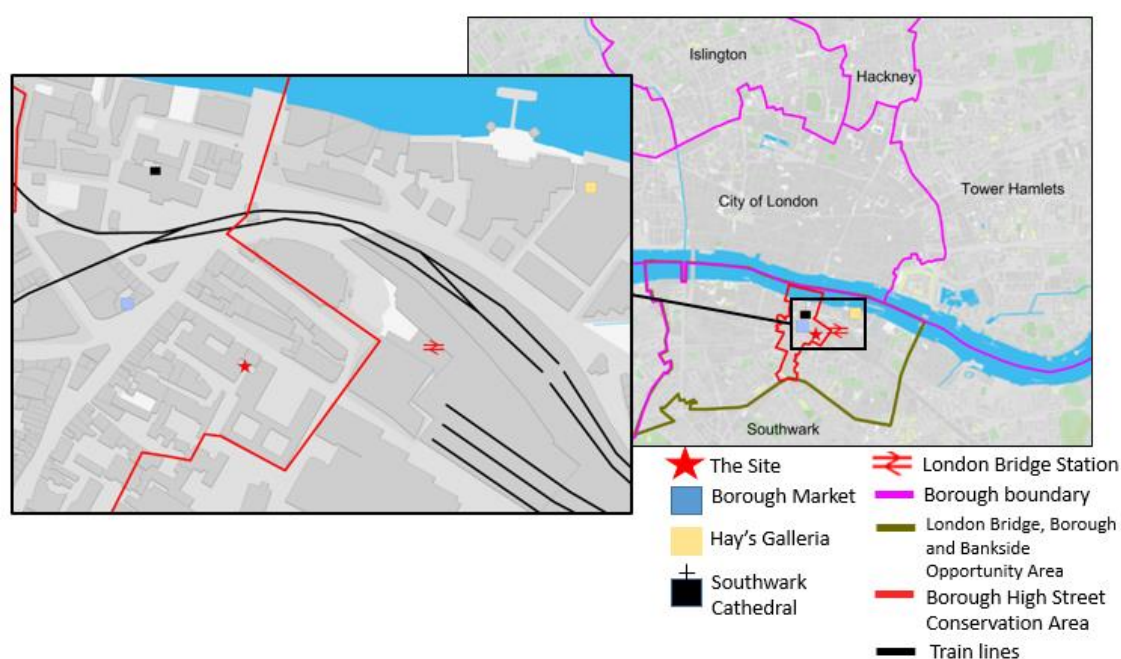 Islington
Hackney
City of London
Tower Hamlets
Southwark
The Site
Borough Market
Hay's Galleria
Southwark
Cathedral
London Bridge Station
Borough boundary
London Bridge, Borough
and Bankside
Opportunity Area
Borough High Street
Conservation Area
Train lines